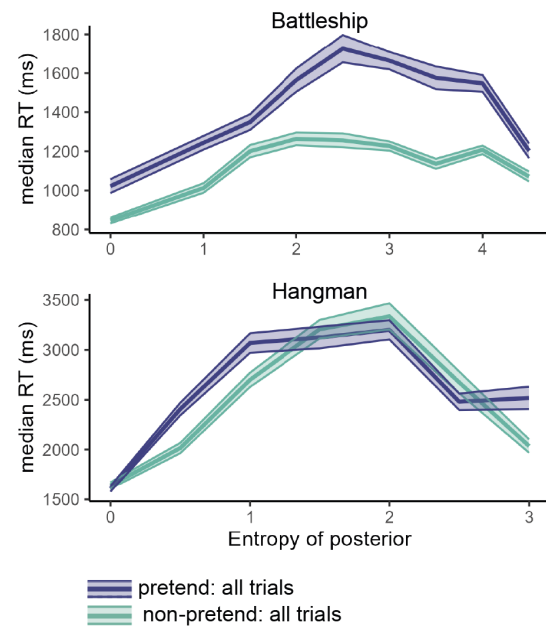 Battleship
median RT (ms)
1800
1600
1400
1200
1000
800
0 1 2 3 4
Hangman
median RT (ms)
3500
3000
2500
2000
1500
0 1 2 3
Entropy of posterior
pretend: all trials
non-pretend: all trials